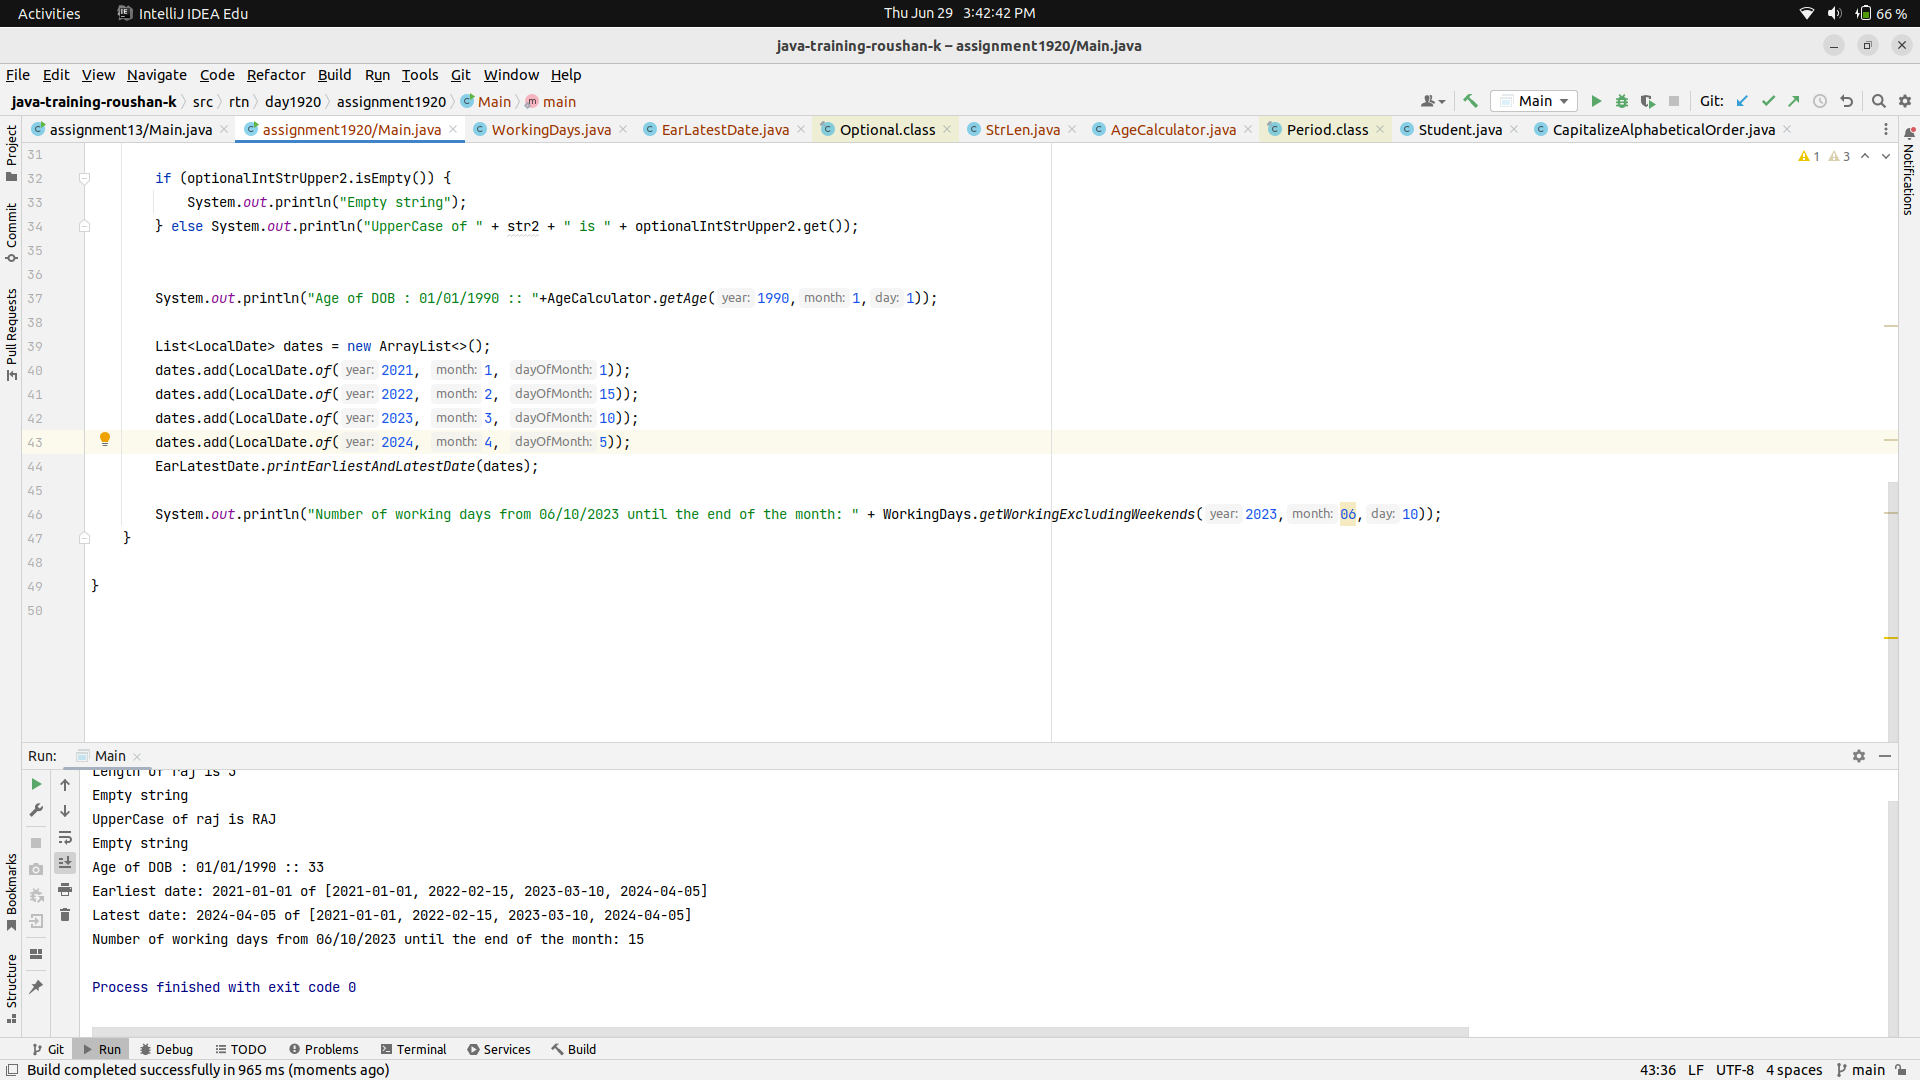 Activities IntelliJ IDEA Edu Thu Jun 29 3:42:42 PM 66 %
java-training-roushan-k – assignment1920/Main.java
File Edit View Navigate Code Refactor Build Run Tools Git Window Help
java-training-roushan-k src rtn day1920 assignment1920 Main main Main Git:
assignment13/Main.java assignment1920/Main.java WorkingDays.java EarLatestDate.java Optional.class StrLen.java AgeCalculator.java Period.class Student.java CapitalizeAlphabeticalOrder.java
Project
Commit
Pull Requests
Bookmarks
Structure
Notifications
1 3
31
32 if (optionalIntStrUpper2.isEmpty()) {
33 System.out.println("Empty string");
34 } else System.out.println("UpperCase of " + str2 + " is " + optionalIntStrUpper2.get());
35
36
37 System.out.println("Age of DOB : 01/01/1990 :: "+AgeCalculator.getAge( year: 1990, month: 1, day: 1));
38
39 List<LocalDate> dates = new ArrayList<>();
40 dates.add(LocalDate.of( year: 2021, month: 1, dayOfMonth: 1));
41 dates.add(LocalDate.of( year: 2022, month: 2, dayOfMonth: 15));
42 dates.add(LocalDate.of( year: 2023, month: 3, dayOfMonth: 10));
43 dates.add(LocalDate.of( year: 2024, month: 4, dayOfMonth: 5));
44 EarLatestDate.printEarliestAndLatestDate(dates);
45
46 System.out.println("Number of working days from 06/10/2023 until the end of the month: " + WorkingDays.getWorkingExcludingWeekends( year: 2023, month: 06, day: 10));
47 }
48
49 }
50
Run: Main
Length of raj is 3
Empty string
UpperCase of raj is RAJ
Empty string
Age of DOB : 01/01/1990 :: 33
Earliest date: 2021-01-01 of [2021-01-01, 2022-02-15, 2023-03-10, 2024-04-05]
Latest date: 2024-04-05 of [2021-01-01, 2022-02-15, 2023-03-10, 2024-04-05]
Number of working days from 06/10/2023 until the end of the month: 15
Process finished with exit code 0
Git Run Debug TODO Problems Terminal Services Build
Build completed successfully in 965 ms (moments ago) 43:36 LF UTF-8 4 spaces main